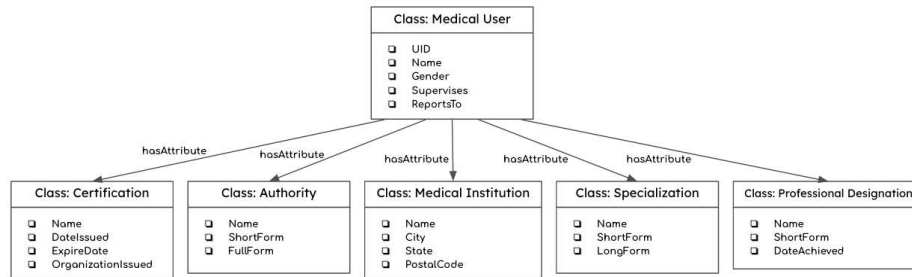 Class: Medical User
UID
Name
Gender
Supervises
ReportsTo
hasAttribute
hasAttribute
hasAttribute
hasAttribute
hasAttribute
Class: Certification
Name
DateIssued
ExpireDate
OrganizationIssued
Class: Authority
Name
ShortForm
FullForm
Class: Medical Institution
Name
City
State
PostalCode
Class: Specialization
Name
ShortForm
LongForm
Class: Professional Designation
Name
ShortForm
DateAchieved